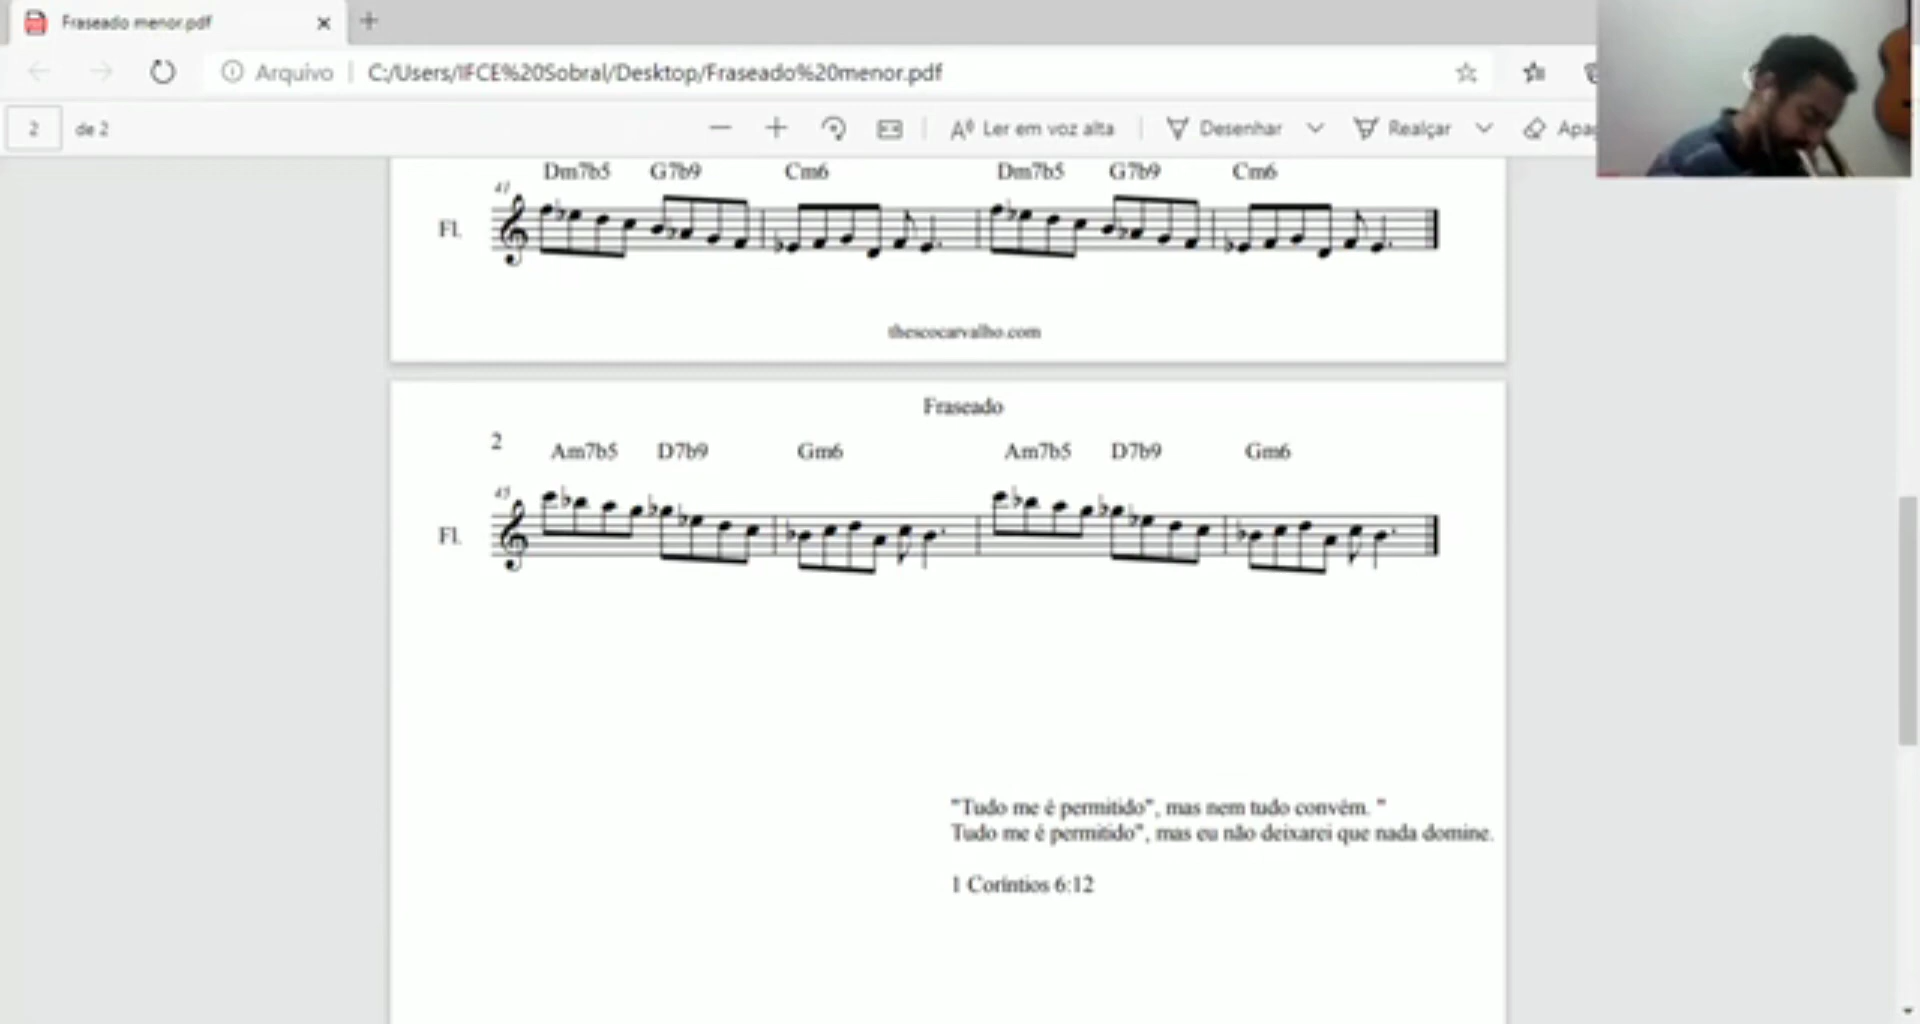 Fraseado menor.pdf
Arquivo
C:/Users/IFCE%20Sobral/Desktop/Fraseado%20menor.pdf
2 de 2
Ler em voz alta
Desenhar
Realçar
Dm7b5 G7b9 Cm6 Dm7b5 G7b9 Cm6
41
Fl.
thescocarvalho.com
Fraseado
2
Am7b5 D7b9 Gm6 Am7b5 D7b9 Gm6
45
Fl.
"Tudo me é permitido", mas nem tudo convém. "
Tudo me é permitido", mas eu não deixarei que nada domine.
1 Coríntios 6:12